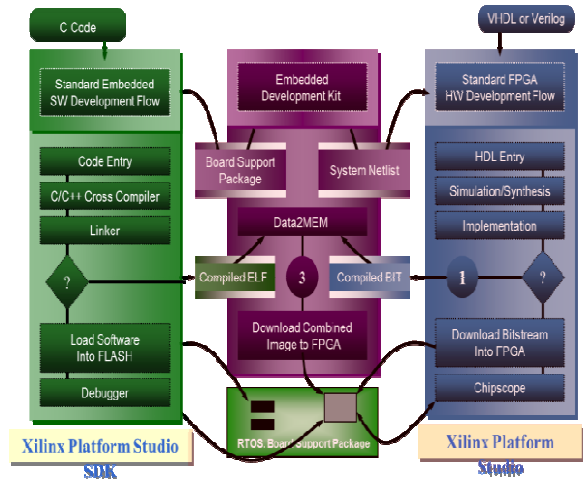 C Code
VHDL or Verilog
Standard Embedded
SW Development Flow
Embedded
Development Kit
Standard FPGA
HW Development Flow
Code Entry
C/C++ Cross Compiler
Linker
?
Load Software
Into FLASH
Debugger
Board Support
Package
System Netlist
Data2MEM
Compiled ELF
3
Compiled BIT
Download Combined
Image to FPGA
RTOS, Board Support Package
HDL Entry
Simulation/Synthesis
Implementation
1
?
Download Bitstream
Into FPGA
Chipscope
Xilinx Platform Studio
SDK
Xilinx Platform
Studio